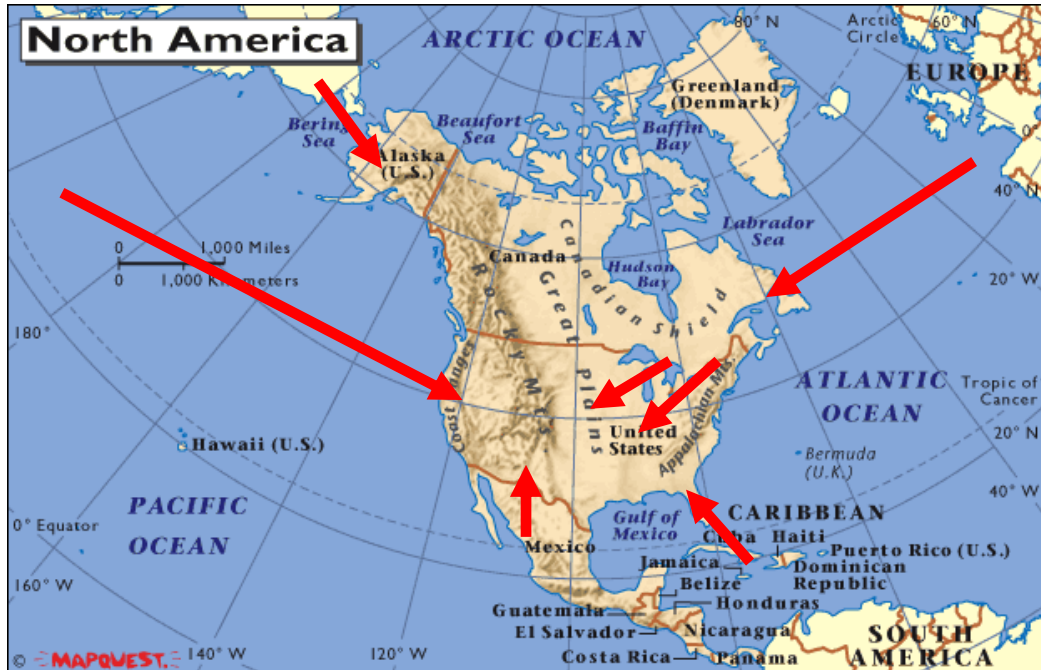 North America
ARCTIC OCEAN
80° N
Arctic
Circle
60° N
EUROPE
0°
Greenland
(Denmark)
Bering
Sea
Beaufort
Sea
Baffin
Bay
Alaska
(U.S.)
40° N
Labrador
Sea
20° W
0
1,000 Miles
0
1,000 Kilometers
Canada
Hudson
Bay
Canadian Shield
Rocky Mts.
Great Plains
180°
Coast Ranges
Appalachian Mts.
ATLANTIC
OCEAN
Tropic of
Cancer
20° N
United
States
Hawaii (U.S.)
Bermuda
(U.K.)
40° W
PACIFIC
OCEAN
0° Equator
Gulf of
Mexico
CARIBBEAN
Mexico
Cuba
Haiti
Puerto Rico (U.S.)
Jamaica
Dominican
Republic
Belize
160° W
Guatemala
Honduras
El Salvador
Nicaragua
SOUTH
AMERICA
140° W
120° W
Costa Rica
Panama
© MAPQUEST.